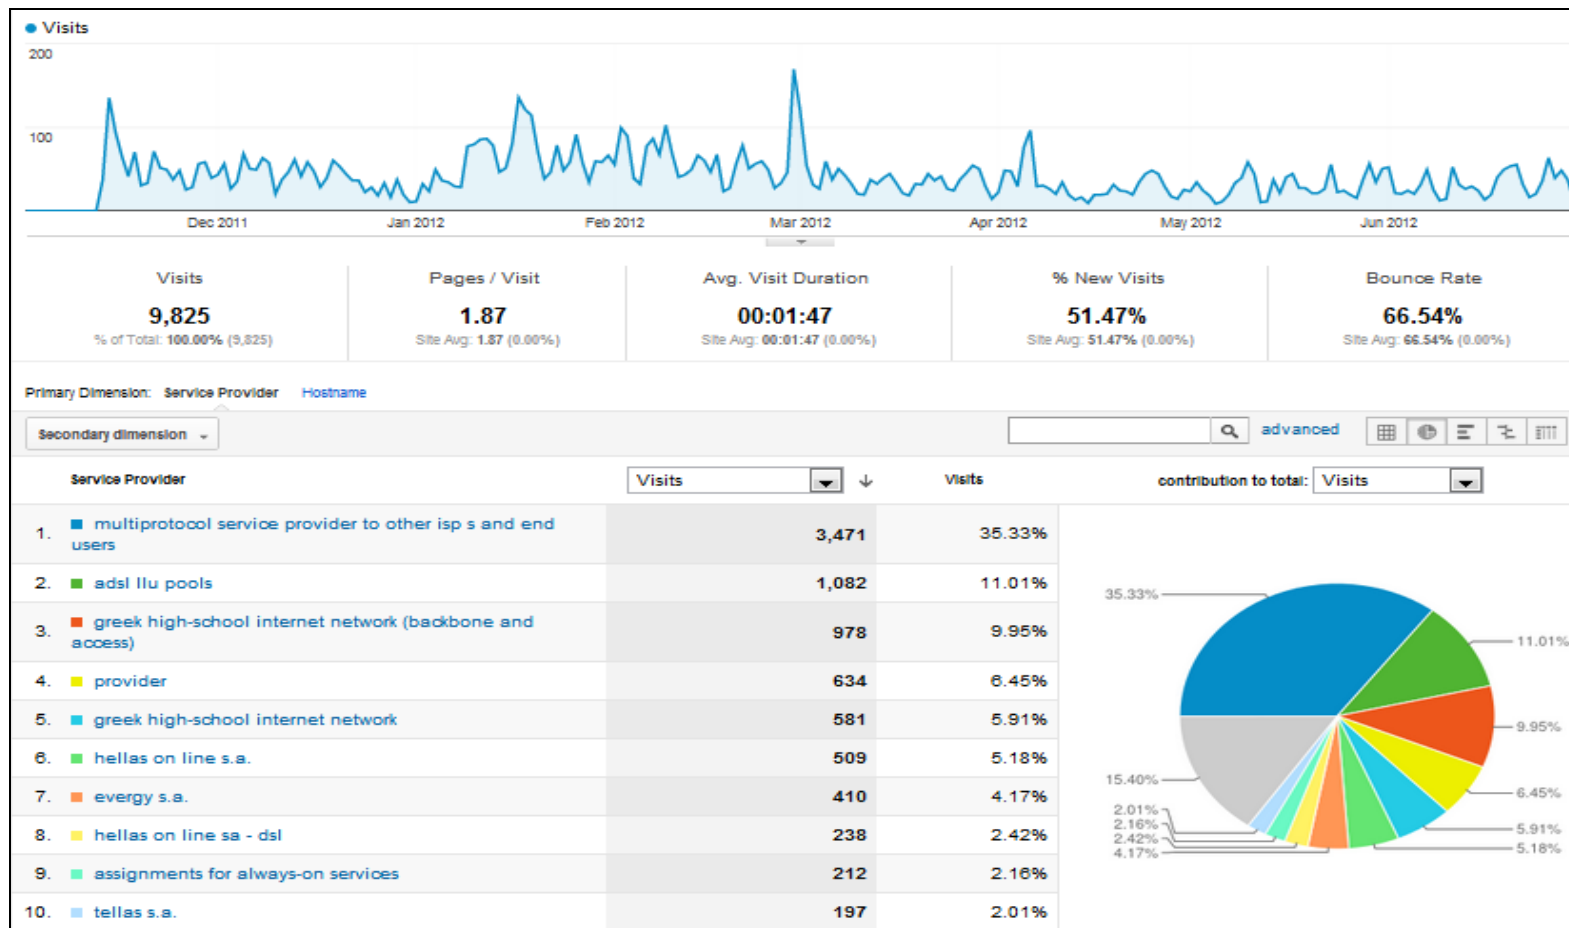 Visits
200
100
Dec 2011 Jan 2012 Feb 2012 Mar 2012 Apr 2012 May 2012 Jun 2012
Visits Pages / Visit Avg. Visit Duration % New Visits Bounce Rate
9,825 1.87 00:01:47 51.47% 66.54%
% of Total: 100.00% (9,825) Site Avg: 1.87 (0.00%) Site Avg: 00:01:47 (0.00%) Site Avg: 51.47% (0.00%) Site Avg: 66.54% (0.00%)
Primary Dimension: Service Provider Hostname
Secondary dimension advanced
Service Provider Visits Visits contribution to total: Visits
1. multiprotocol service provider to other isp s and end
users 3,471 35.33%
2. adsl llu pools 1,082 11.01%
3. greek high-school internet network (backbone and
access) 978 9.95%
4. provider 634 6.45%
5. greek high-school internet network 581 5.91%
6. hellas on line s.a. 509 5.18%
7. evergy s.a. 410 4.17%
8. hellas on line sa - dsl 238 2.42%
9. assignments for always-on services 212 2.16%
10. tellas s.a. 197 2.01%
35.33%
11.01%
9.95%
15.40%
6.45%
2.01%
2.16%
5.91%
2.42%
5.18%
4.17%